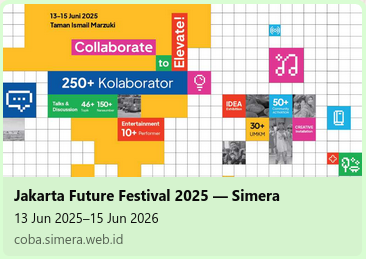 13–15 Juni 2025
Taman Ismail Marzuki
Collaborate
to
Elevate!
250+ Kolaborator
Talks &
Discussion
46+
150+
Entertainment
10+ Performer
IDEA
50+
30+
UMKM
CREATIVE
Jakarta Future Festival 2025 — Simera
13 Jun 2025–15 Jun 2026
coba.simera.web.id